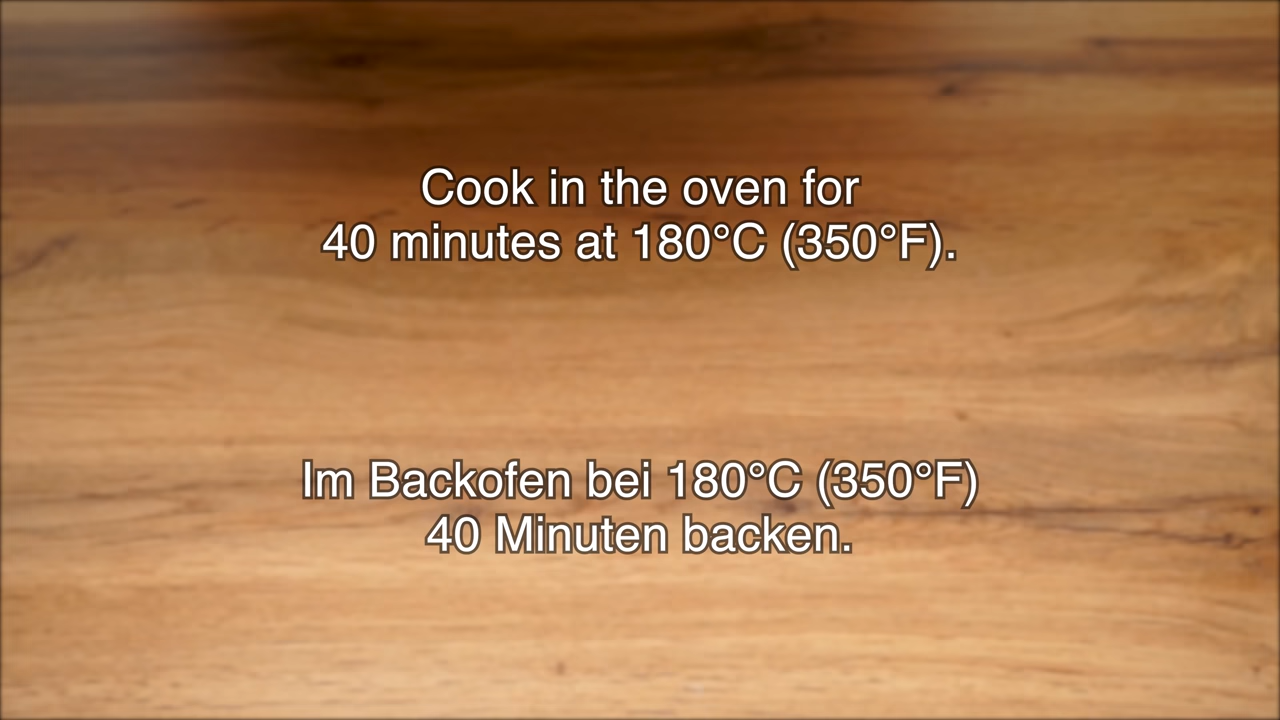 Cook in the oven for
40 minutes at 180°C (350°F).
Im Backofen bei 180°C (350°F)
40 Minuten backen.